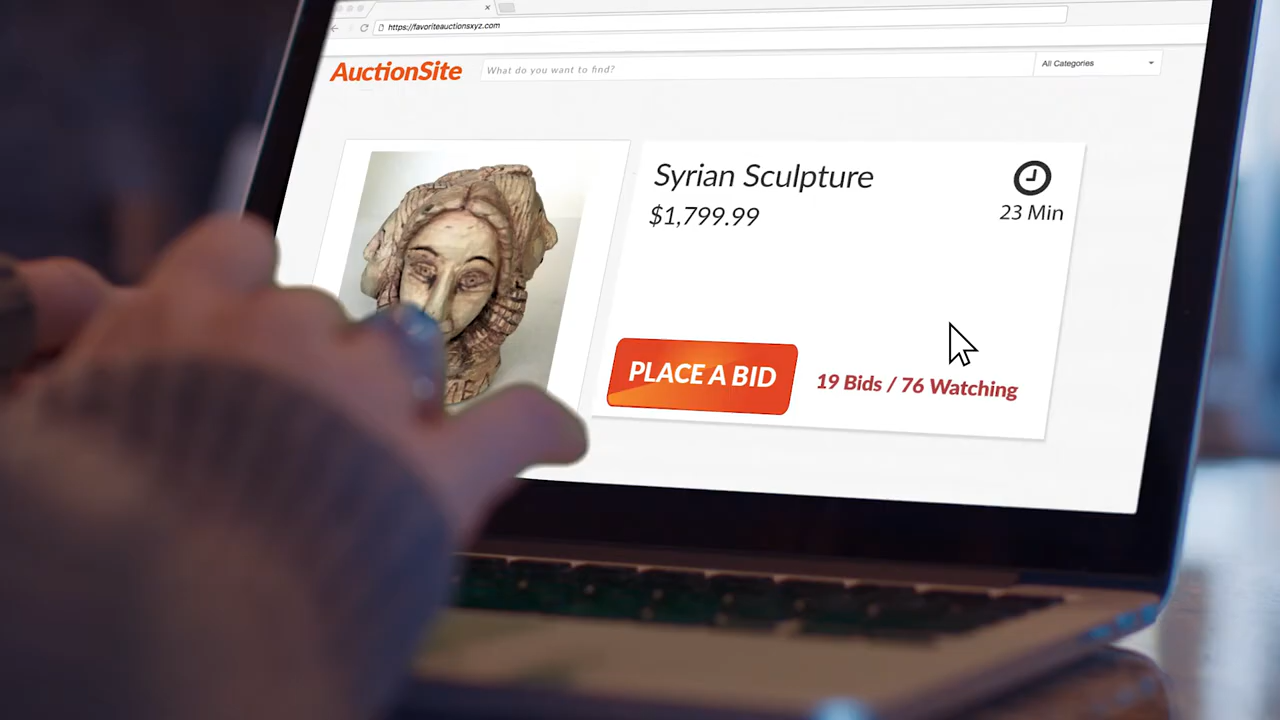 https://favoriteauctionsxyz.com
AuctionSite
What do you want to find?
All Categories
Syrian Sculpture
$1,799.99
23 Min
PLACE A BID
19 Bids / 76 Watching